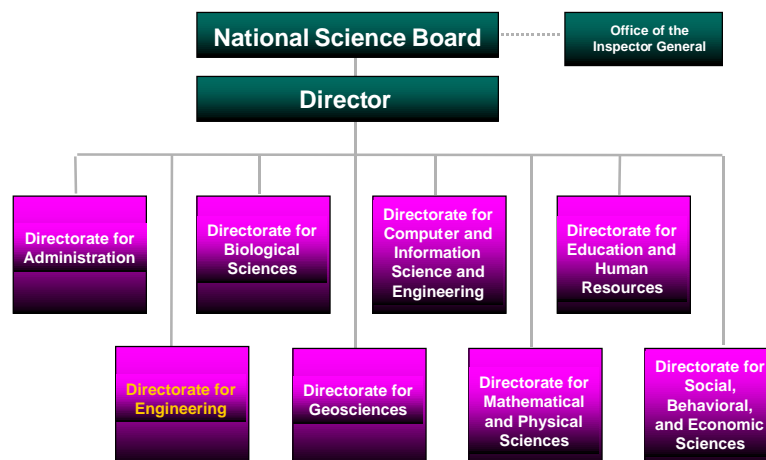 National Science Board
Office of the
Inspector General
Director
Directorate for
Administration
Directorate for
Biological
Sciences
Directorate for
Computer and
Information
Science and
Engineering
Directorate for
Education and
Human
Resources
Directorate for
Engineering
Directorate for
Geosciences
Directorate for
Mathematical
and Physical
Sciences
Directorate for
Social,
Behavioral,
and Economic
Sciences